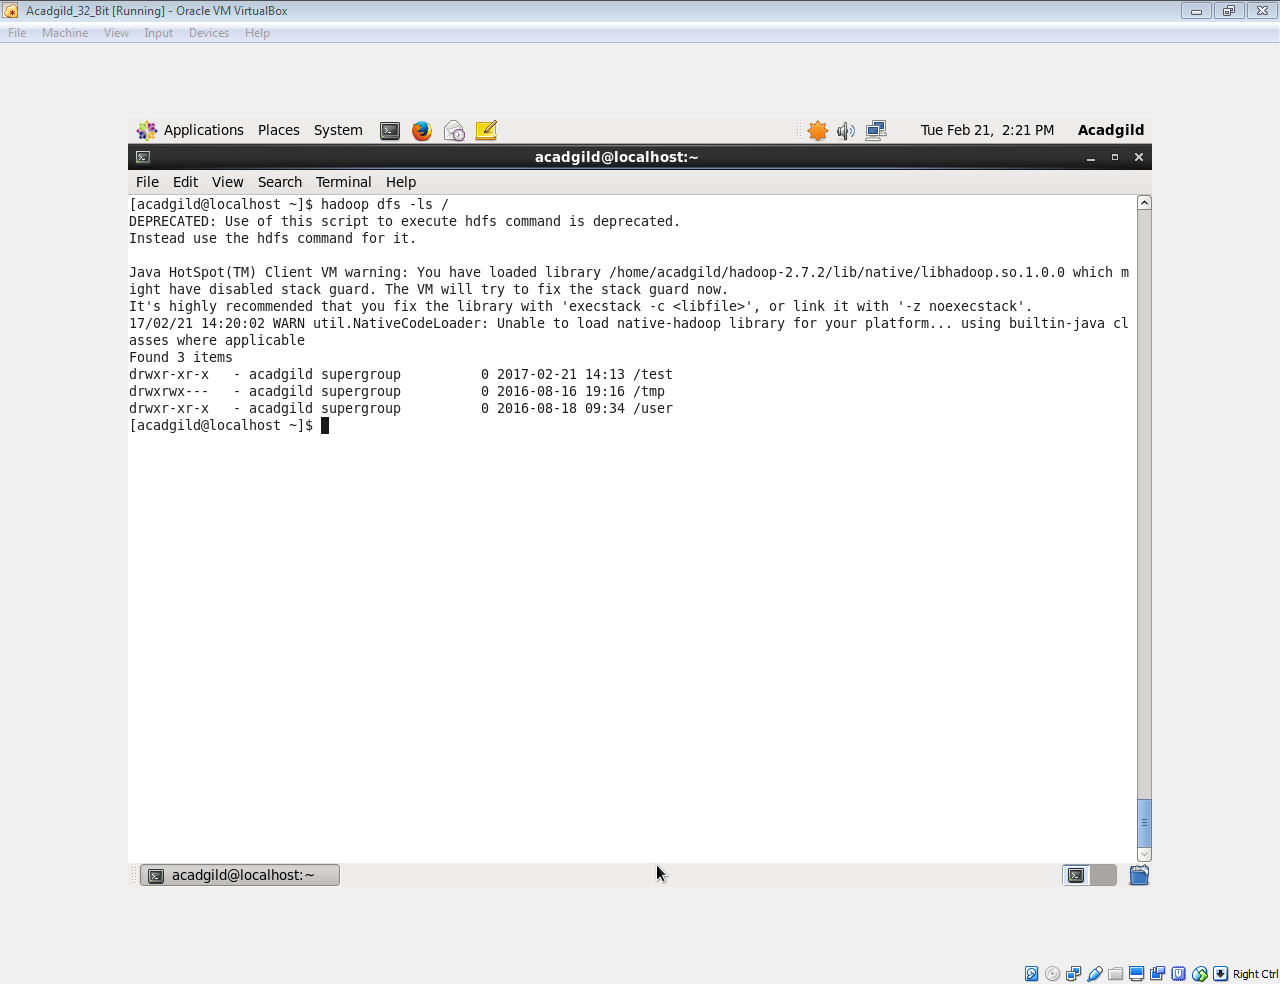 Acadgild_32_Bit [Running] - Oracle VM VirtualBox
File Machine View Input Devices Help
Applications Places System Tue Feb 21, 2:21 PM Acadgild
acadgild@localhost:~
File Edit View Search Terminal Help
[acadgild@localhost ~]$ hadoop dfs -ls /
DEPRECATED: Use of this script to execute hdfs command is deprecated.
Instead use the hdfs command for it.
Java HotSpot(TM) Client VM warning: You have loaded library /home/acadgild/hadoop-2.7.2/lib/native/libhadoop.so.1.0.0 which m
ight have disabled stack guard. The VM will try to fix the stack guard now.
It's highly recommended that you fix the library with 'execstack -c <libfile>', or link it with '-z noexecstack'.
17/02/21 14:20:02 WARN util.NativeCodeLoader: Unable to load native-hadoop library for your platform... using builtin-java cl
asses where applicable
Found 3 items
drwxr-xr-x   - acadgild supergroup          0 2017-02-21 14:13 /test
drwxrwx---   - acadgild supergroup          0 2016-08-16 19:16 /tmp
drwxr-xr-x   - acadgild supergroup          0 2016-08-18 09:34 /user
[acadgild@localhost ~]$
acadgild@localhost:~
Right Ctrl